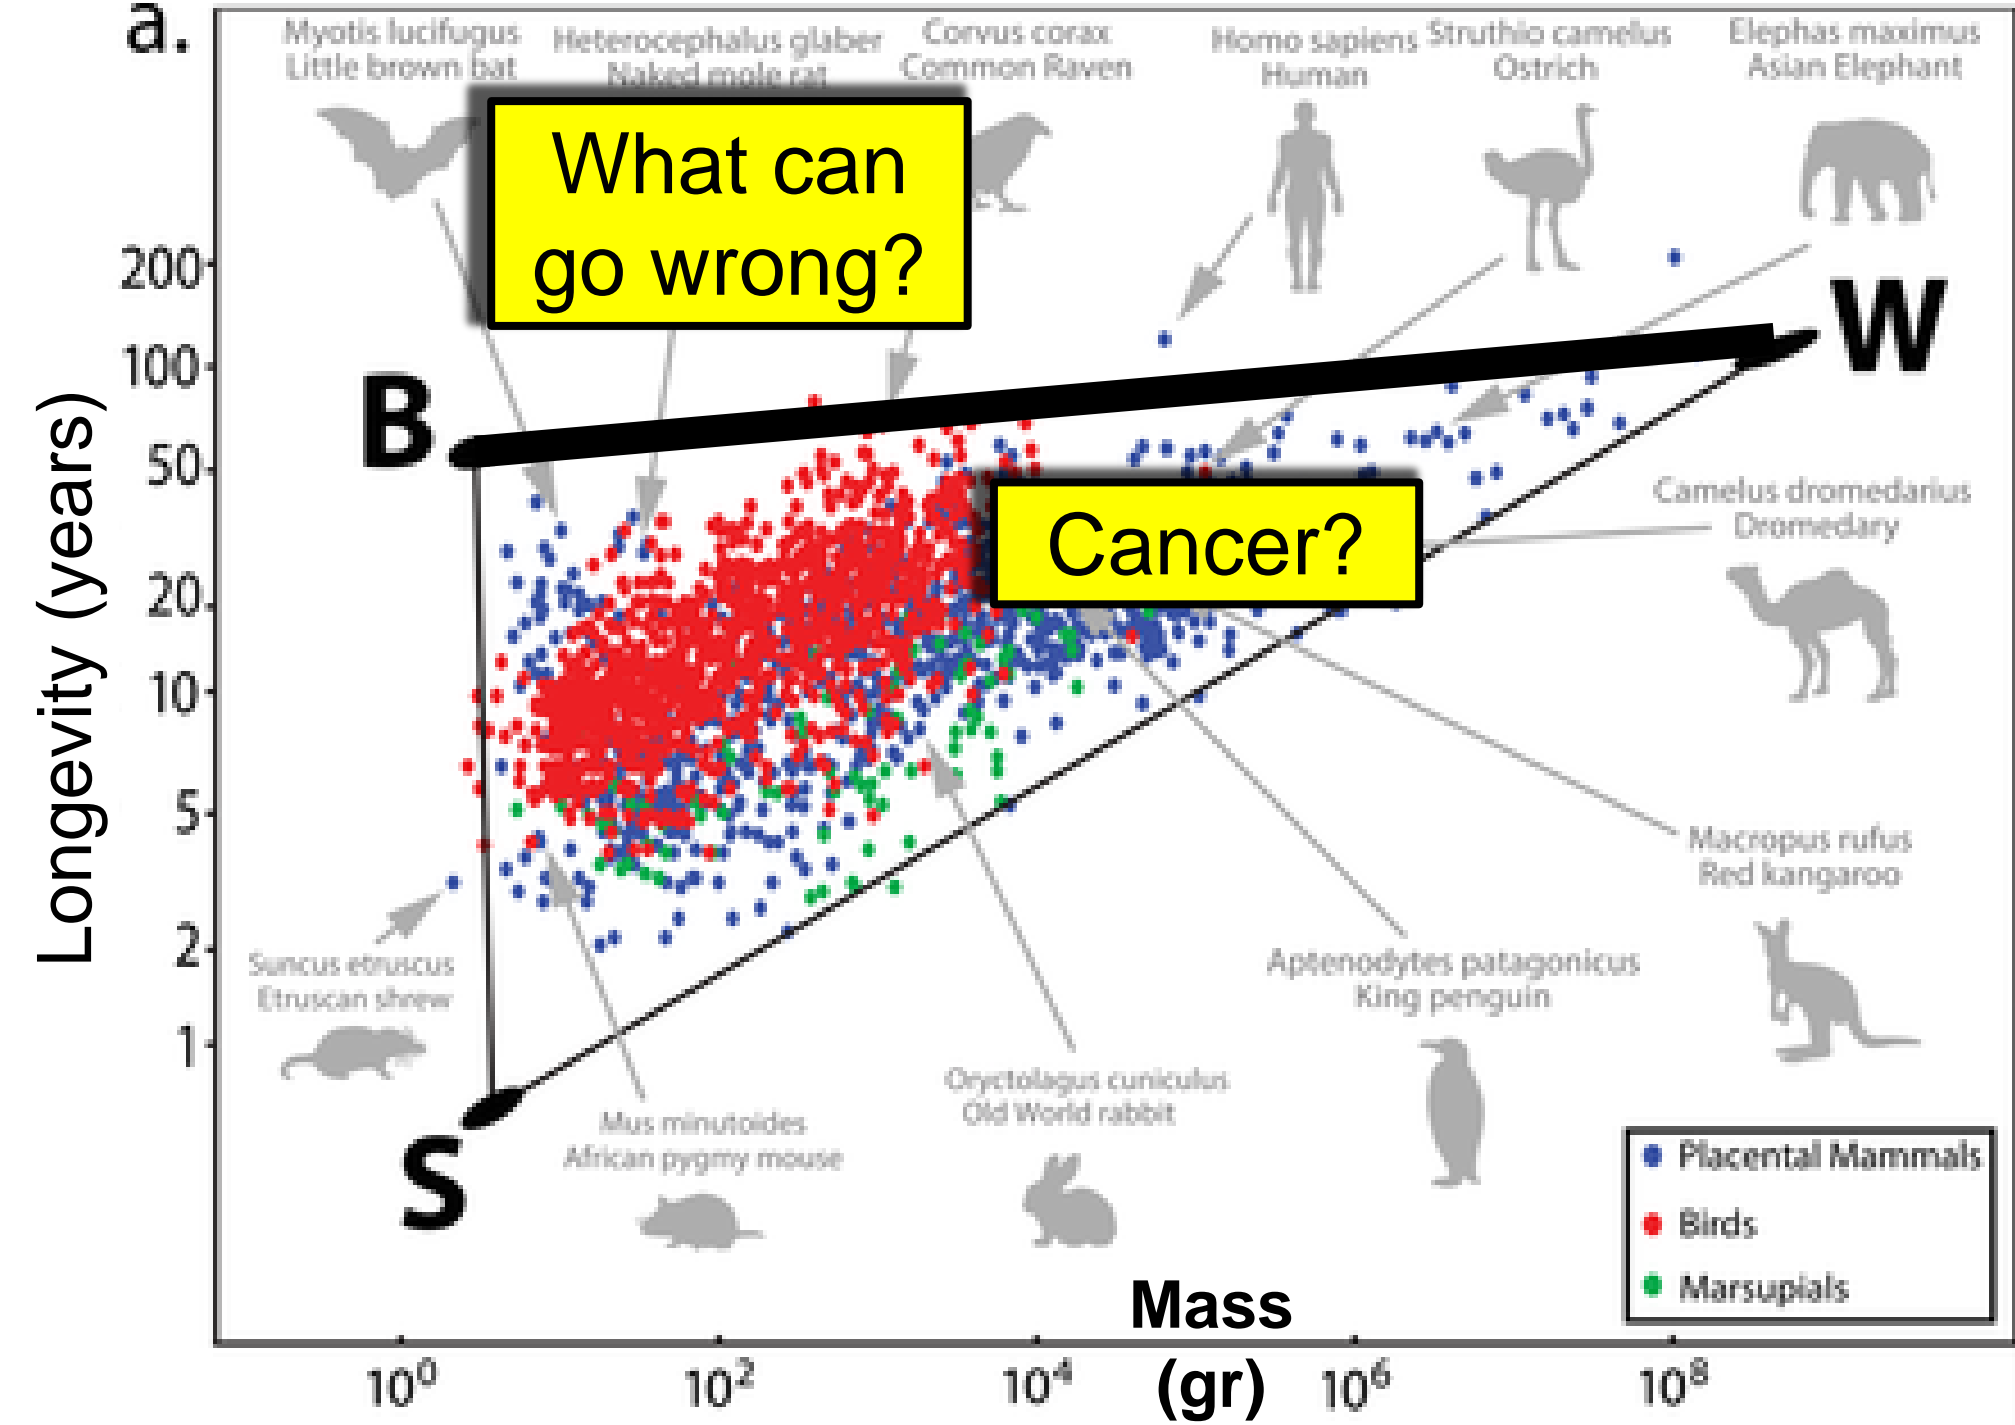 a.
Myotis lucifugus
Little brown bat
Heterocephalus glaber
Naked mole rat
Corvus corax
Common Raven
Homo sapiens
Human
Struthio camelus
Ostrich
Elephas maximus
Asian Elephant
What can
go wrong?
Longevity (years)
200
100
50
20
10
5
2
1
B
W
Cancer?
Camelus dromedarius
Dromedary
Macropus rufus
Red kangaroo
Suncus etruscus
Etruscan shrew
Aptenodytes patagonicus
King penguin
Oryctolagus cuniculus
Old World rabbit
Mus minutoides
African pygmy mouse
S
Placental Mammals
Birds
Marsupials
Mass
(gr)
10⁰
10²
10⁴
10⁶
10⁸